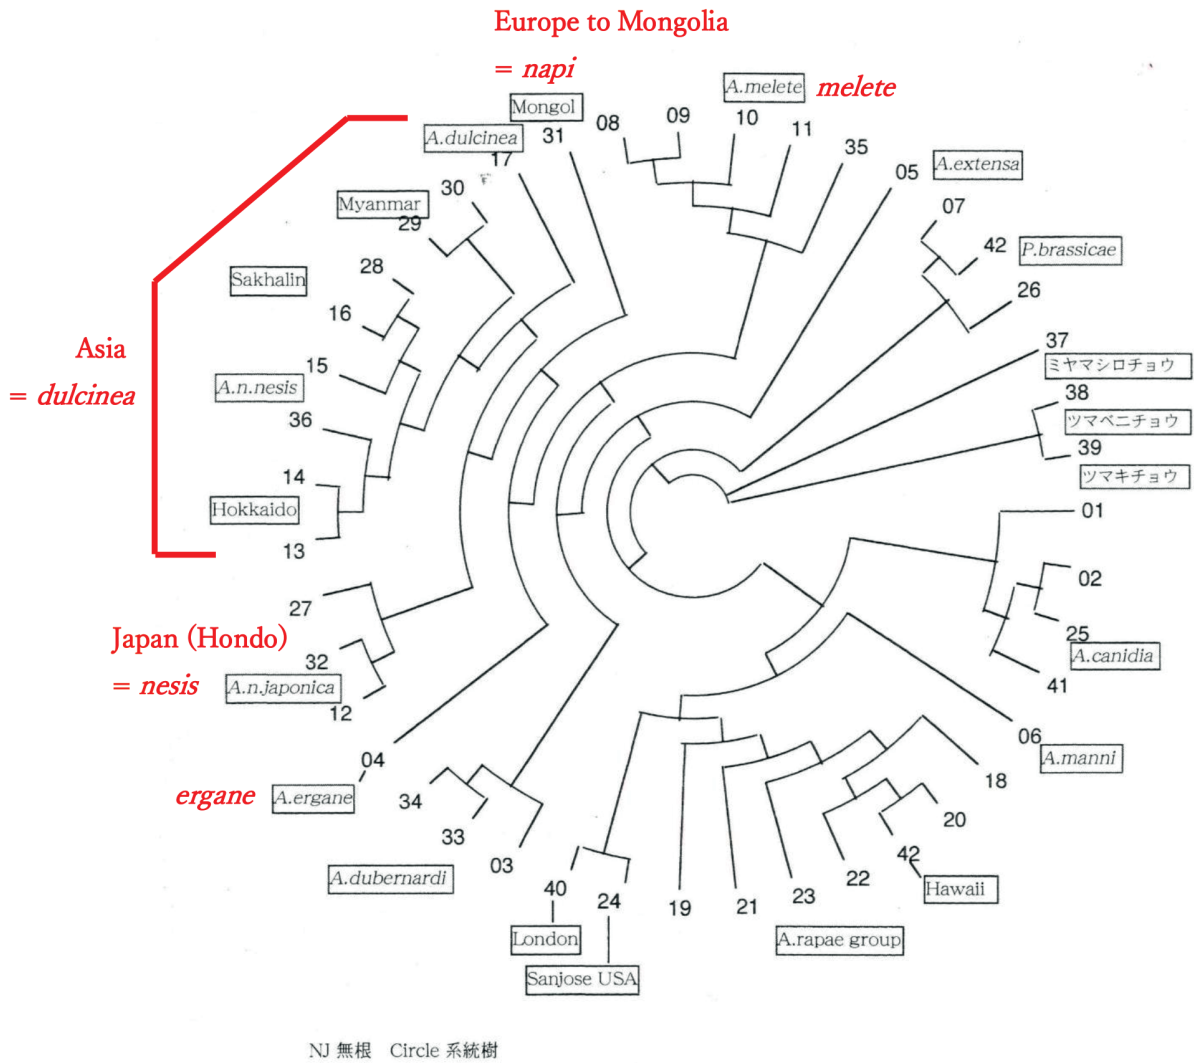 Europe to Mongolia
= napi
Mongol
31
A.dulcinea
17
Myanmar
30
29
Sakhalin
28
16
15
A.n.nesis
36
14
Hokkaido
13
Asia
= dulcinea
27
Japan (Hondo)
= nesis
32
A.n.japonica
12
04
ergane
A.ergane
34
33
03
A.dubernardi
40
London
24
Sanjose USA
19
21
23
22
A.rapae group
42
Hawaii
20
18
06
A.manni
41
A.canidia
25
02
01
39
ツマキチョウ
38
ツマベニチョウ
37
ミヤマシロチョウ
26
42
P.brassicae
07
05
A.extensa
35
11
10
A.melete
melete
09
08
NJ 無根 Circle 系統樹